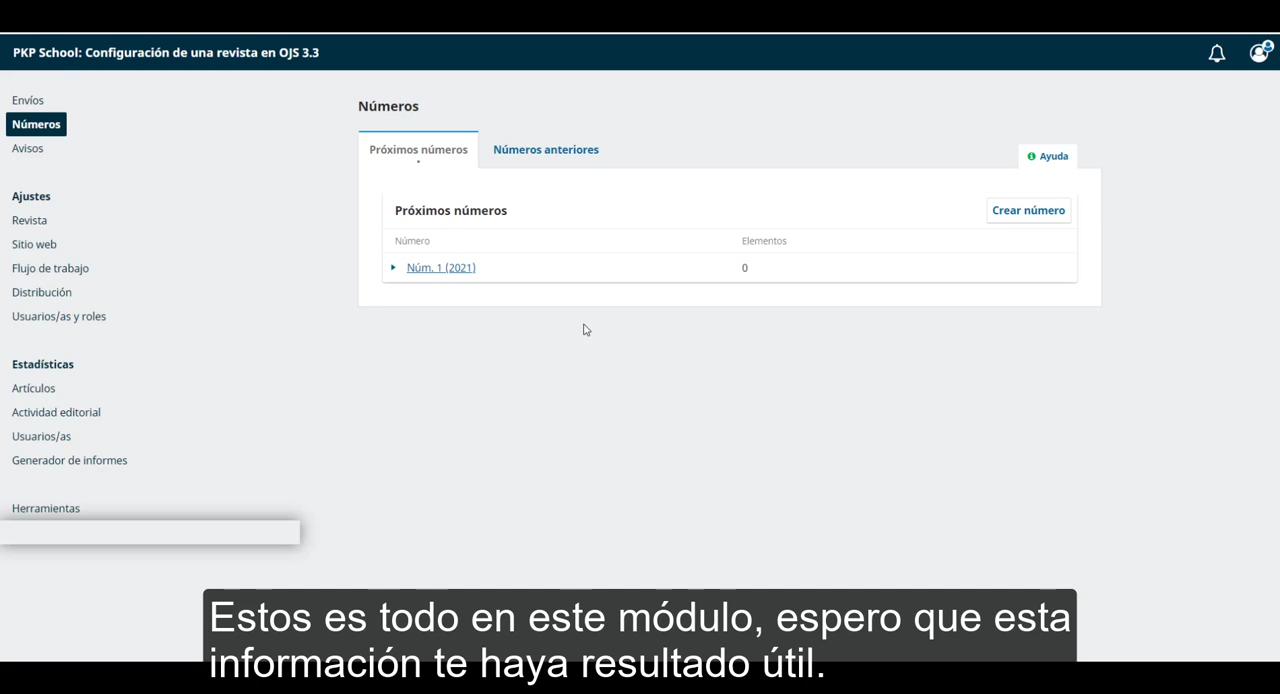 PKP School: Configuración de una revista en OJS 3.3
Envíos
Números
Avisos
Ajustes
Revista
Sitio web
Flujo de trabajo
Distribución
Usuarios/as y roles
Estadísticas
Artículos
Actividad editorial
Usuarios/as
Generador de informes
Herramientas
Números
Próximos números
Números anteriores
Ayuda
Próximos números
Crear número
Número Elementos
Núm. 1 (2021) 0
Estos es todo en este módulo, espero que esta
información te haya resultado útil.